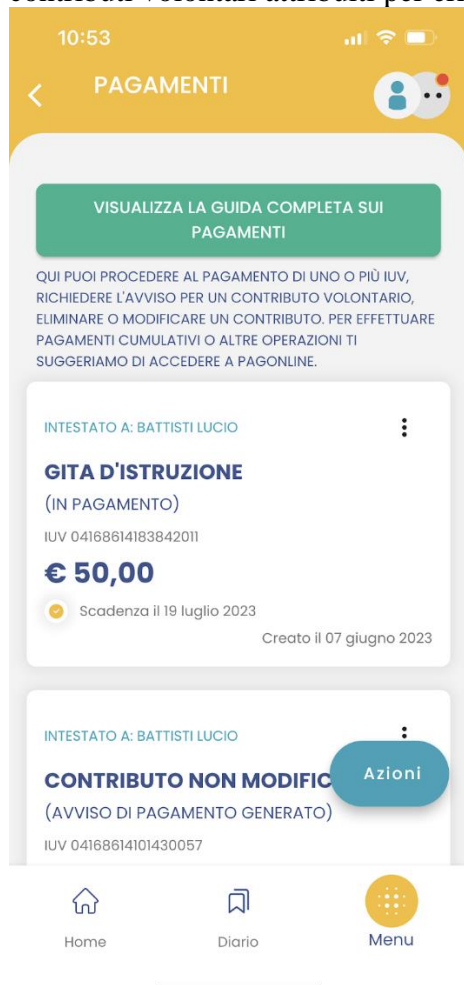 10:53
PAGAMENTI
VISUALIZZA LA GUIDA COMPLETA SUI
PAGAMENTI
QUI PUOI PROCEDERE AL PAGAMENTO DI UNO O PIÙ IUV,
RICHIEDERE L'AVVISO PER UN CONTRIBUTO VOLONTARIO,
ELIMINARE O MODIFICARE UN CONTRIBUTO. PER EFFETTUARE
PAGAMENTI CUMULATIVI O ALTRE OPERAZIONI TI
SUGGERIAMO DI ACCEDERE A PAGONLINE.
INTESTATO A: BATTISTI LUCIO
GITA D'ISTRUZIONE
(IN PAGAMENTO)
IUV 04168614183842011
€ 50,00
Scadenza il 19 luglio 2023
Creato il 07 giugno 2023
INTESTATO A: BATTISTI LUCIO
CONTRIBUTO NON MODIFIC
Azioni
(AVVISO DI PAGAMENTO GENERATO)
IUV 04168614101430057
Home
Diario
Menu